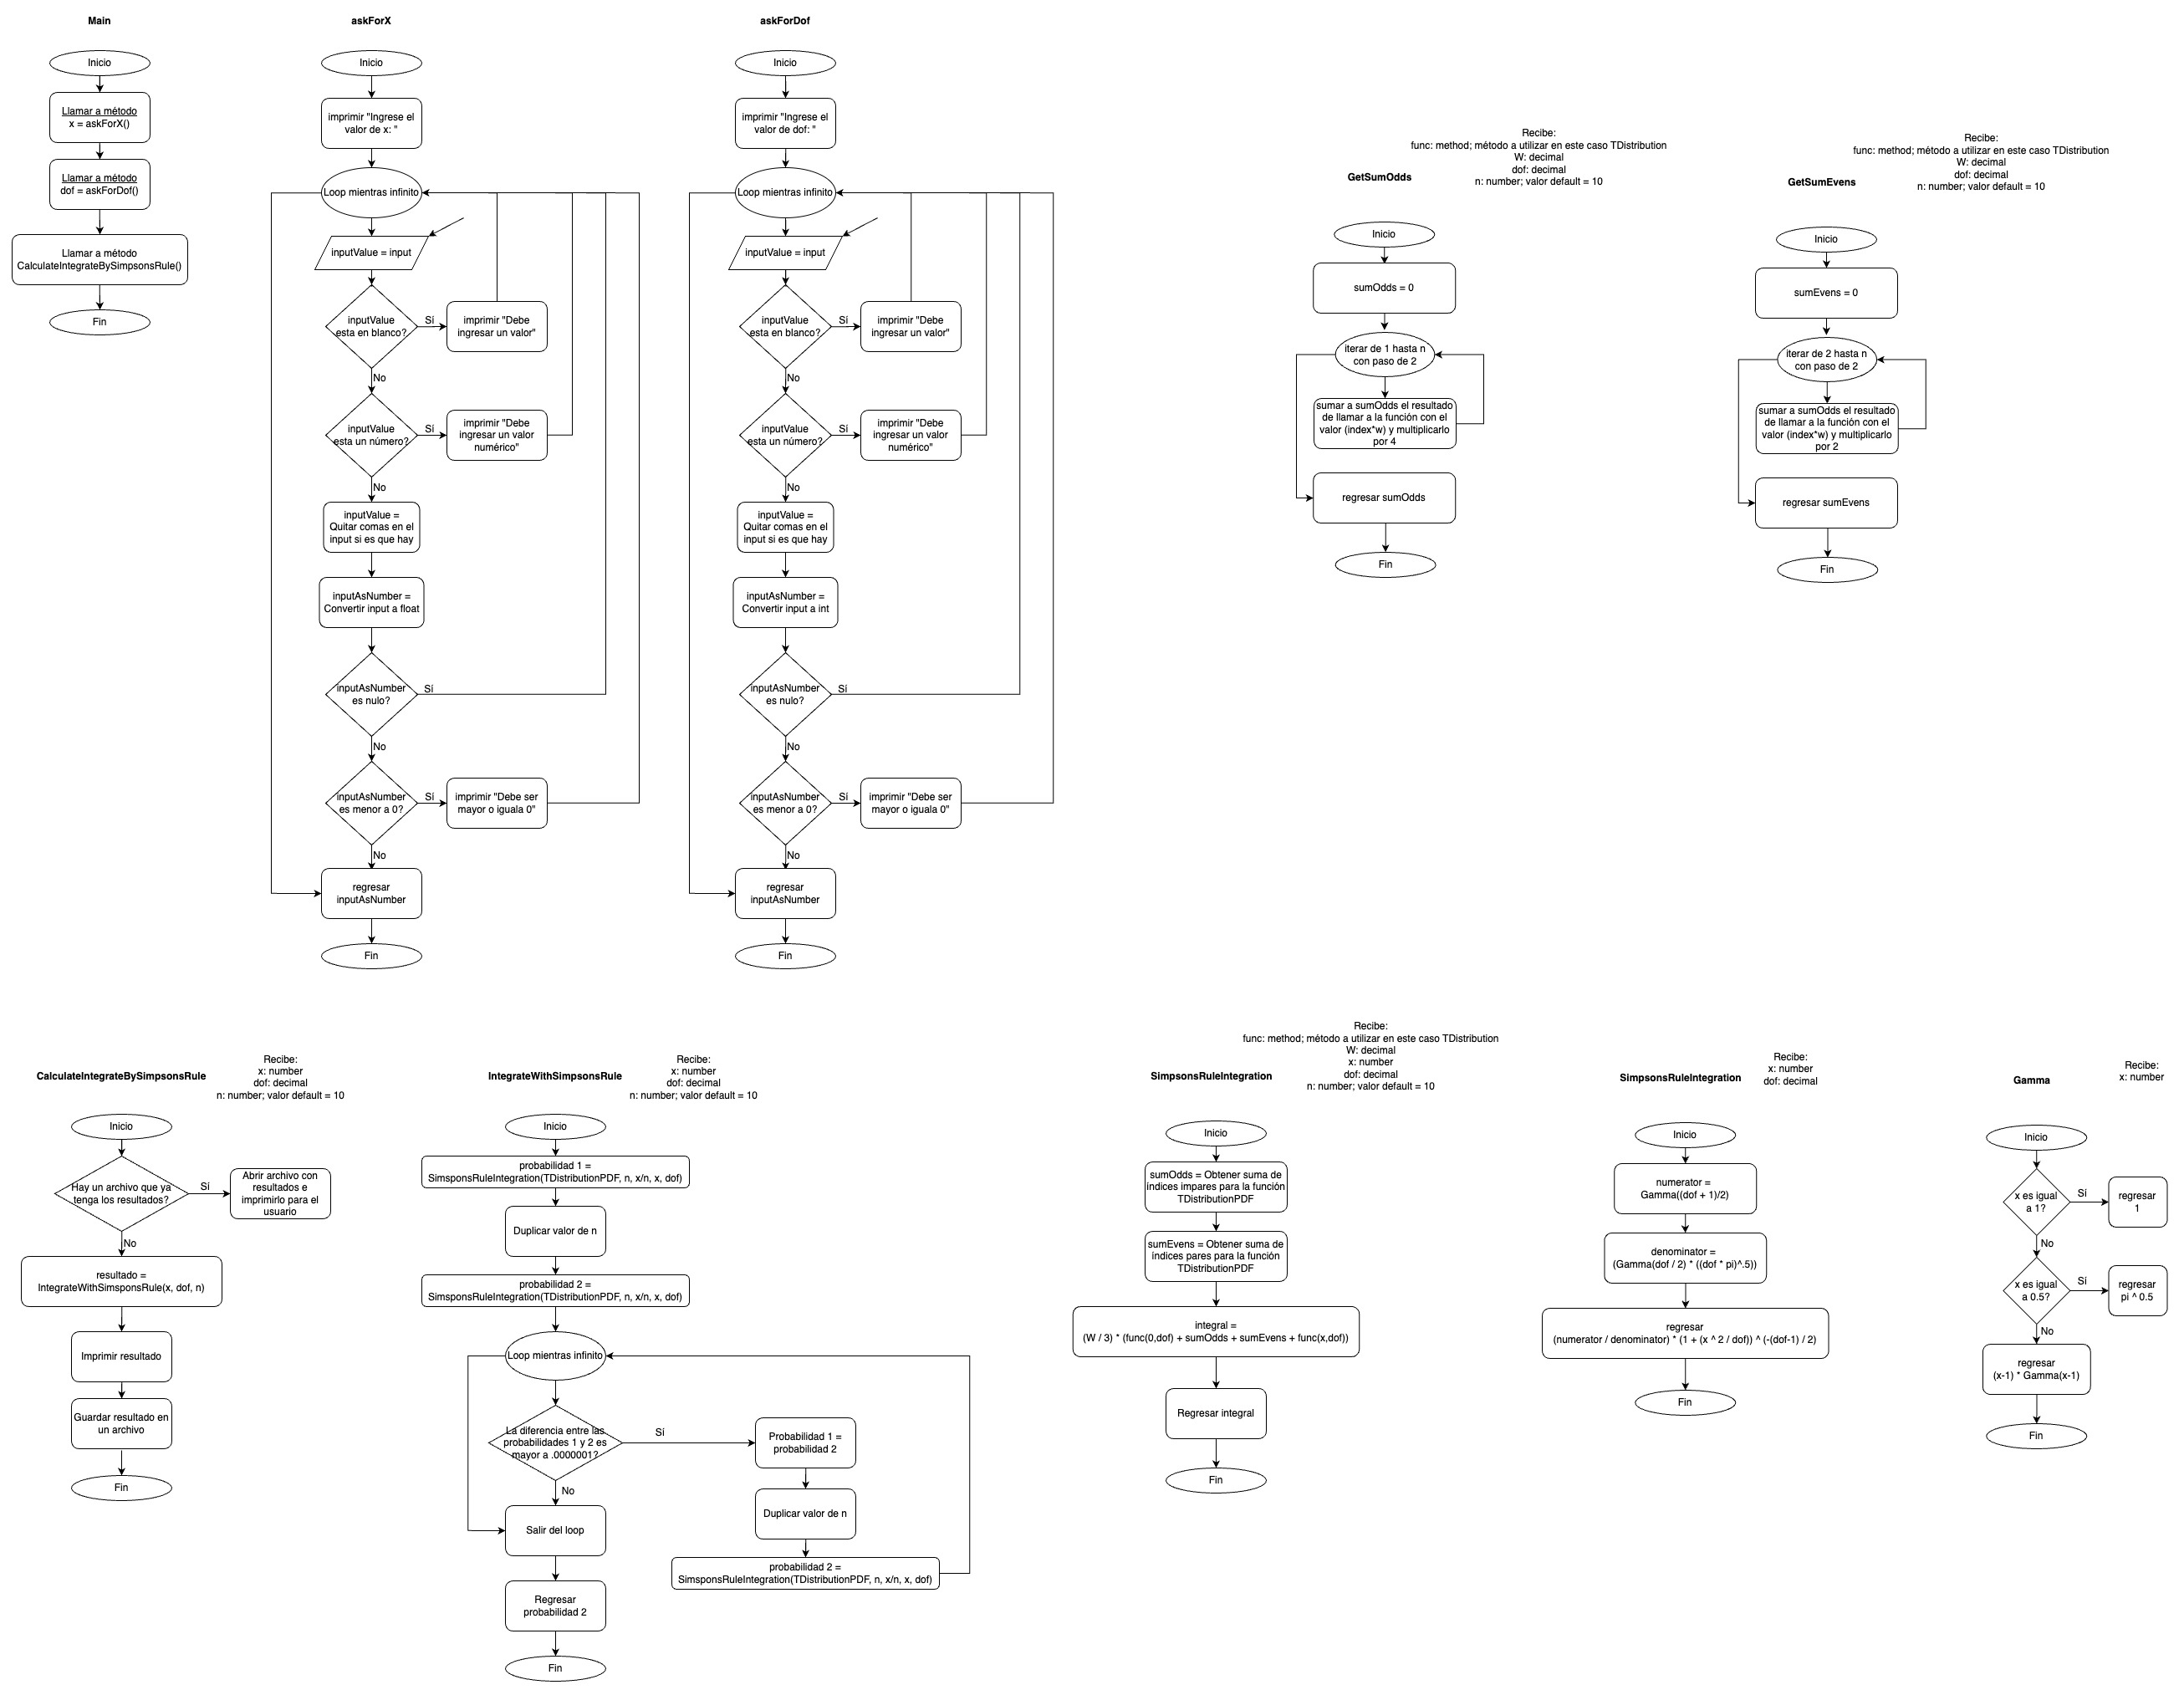 Main
Inicio
Llamar a método
x = askForX()
Llamar a método
dof = askForDof()
Llamar a método
CalculateIntegrateBySimpsonsRule()
Fin
askForX
Inicio
imprimir "Ingrese el
valor de x: "
Loop mientras infinito
inputValue = input
inputValue
esta en blanco?
Sí
imprimir "Debe
ingresar un valor"
No
inputValue
esta un número?
Sí
imprimir "Debe
ingresar un valor
numérico"
No
inputValue =
Quitar comas en el
input si es que hay
inputAsNumber =
Convertir input a float
inputAsNumber
es nulo?
Sí
No
inputAsNumber
es menor a 0?
Sí
imprimir "Debe ser
mayor o iguala 0"
No
regresar
inputAsNumber
Fin
askForDof
Inicio
imprimir "Ingrese el
valor de dof: "
Loop mientras infinito
inputValue = input
inputValue
esta en blanco?
Sí
imprimir "Debe
ingresar un valor"
No
inputValue
esta un número?
Sí
imprimir "Debe
ingresar un valor
numérico"
No
inputValue =
Quitar comas en el
input si es que hay
inputAsNumber =
Convertir input a int
inputAsNumber
es nulo?
Sí
No
inputAsNumber
es menor a 0?
Sí
imprimir "Debe ser
mayor o iguala 0"
No
regresar
inputAsNumber
Fin
GetSumOdds
Recibe:
func: method; método a utilizar en este caso TDistribution
W: decimal
dof: decimal
n: number; valor default = 10
Inicio
sumOdds = 0
iterar de 1 hasta n
con paso de 2
sumar a sumOdds el resultado
de llamar a la función con el
valor (index*w) y multiplicarlo
por 4
regresar sumOdds
Fin
GetSumEvens
Recibe:
func: method; método a utilizar en este caso TDistribution
W: decimal
dof: decimal
n: number; valor default = 10
Inicio
sumEvens = 0
iterar de 2 hasta n
con paso de 2
sumar a sumOdds el resultado
de llamar a la función con el
valor (index*w) y multiplicarlo
por 2
regresar sumEvens
Fin
CalculateIntegrateBySimpsonsRule
Recibe:
x: number
dof: decimal
n: number; valor default = 10
Inicio
Hay un archivo que ya
tenga los resultados?
Sí
Abrir archivo con
resultados e
imprimirlo para el
usuario
No
resultado =
IntegrateWithSimsponsRule(x, dof, n)
Imprimir resultado
Guardar resultado en
un archivo
Fin
IntegrateWithSimpsonsRule
Recibe:
x: number
dof: decimal
n: number; valor default = 10
Inicio
probabilidad 1 =
SimsponsRuleIntegration(TDistributionPDF, n, x/n, x, dof)
Duplicar valor de n
probabilidad 2 =
SimsponsRuleIntegration(TDistributionPDF, n, x/n, x, dof)
Loop mientras infinito
La diferencia entre las
probabilidades 1 y 2 es
mayor a .0000001?
Sí
Probabilidad 1 =
probabilidad 2
Duplicar valor de n
probabilidad 2 =
SimsponsRuleIntegration(TDistributionPDF, n, x/n, x, dof)
No
Salir del loop
Regresar
probabilidad 2
Fin
SimpsonsRuleIntegration
Recibe:
func: method; método a utilizar en este caso TDistribution
W: decimal
x: number
dof: decimal
n: number; valor default = 10
Inicio
sumOdds = Obtener suma de
índices impares para la función
TDistributionPDF
sumEvens = Obtener suma de
índices pares para la función
TDistributionPDF
integral =
(W / 3) * (func(0,dof) + sumOdds + sumEvens + func(x,dof))
Regresar integral
Fin
SimpsonsRuleIntegration
Recibe:
x: number
dof: decimal
Inicio
numerator =
Gamma((dof + 1)/2)
denominator =
(Gamma(dof / 2) * ((dof * pi)^.5))
regresar
(numerator / denominator) * (1 + (x ^ 2 / dof)) ^ (-(dof-1) / 2)
Fin
Gamma
Recibe:
x: number
Inicio
x es igual
a 1?
Sí
regresar
1
No
x es igual
a 0.5?
Sí
regresar
pi ^ 0.5
No
regresar
(x-1) * Gamma(x-1)
Fin